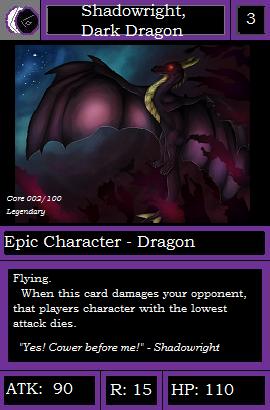 Shadowright,
Dark Dragon
3
Core 002/100
Legendary
Epic Character - Dragon
Flying.
When this card damages your opponent,
that players character with the lowest
attack dies.
"Yes! Cower before me!" - Shadowright
ATK: 90
R: 15
HP: 110